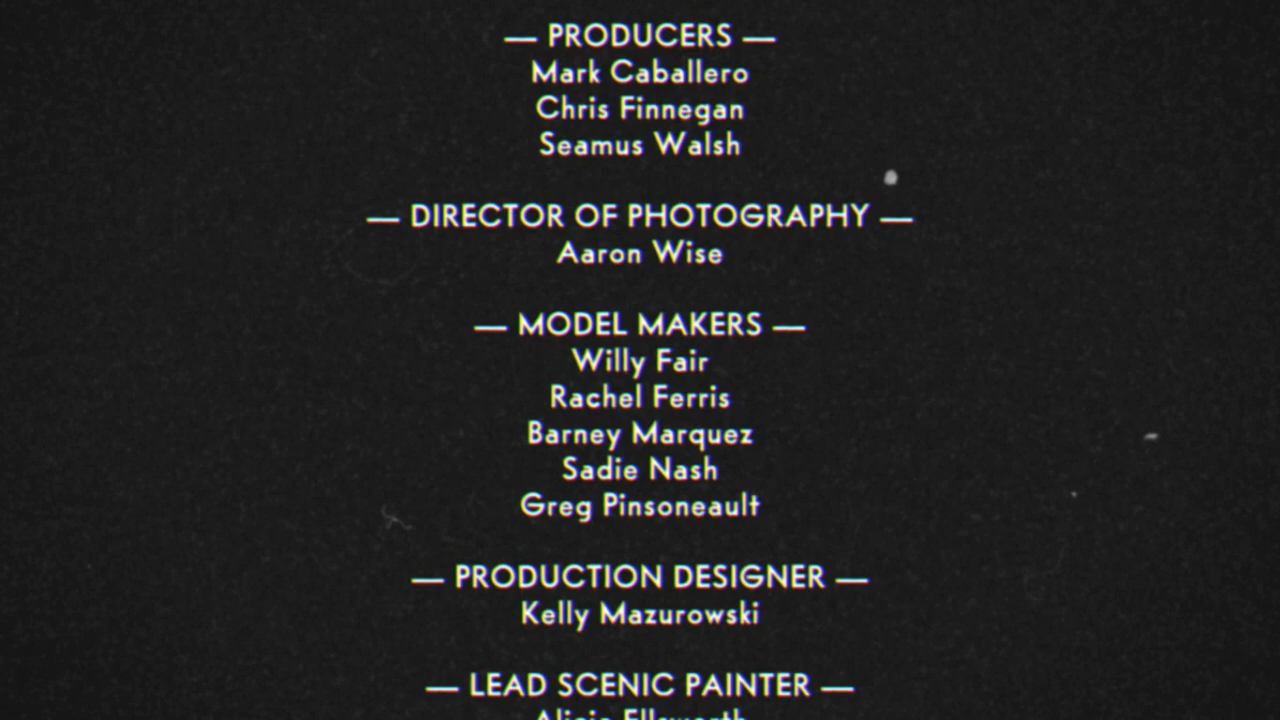 — PRODUCERS —
Mark Caballero
Chris Finnegan
Seamus Walsh
— DIRECTOR OF PHOTOGRAPHY —
Aaron Wise
— MODEL MAKERS —
Willy Fair
Rachel Ferris
Barney Marquez
Sadie Nash
Greg Pinsoneault
— PRODUCTION DESIGNER —
Kelly Mazurowski
— LEAD SCENIC PAINTER —